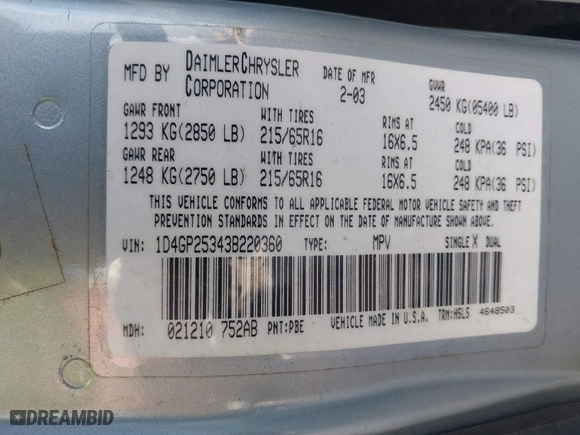 MFD BY DAIMLERCHRYSLER CORPORATION DATE OF MFR 2-03 GVWR 2450 KG(05400 LB)
GAWR FRONT WITH TIRES RIMS AT COLD
1293 KG(2850 LB) 215/65R16 16X6.5 248 KPA(36 PSI)
GAWR REAR WITH TIRES RIMS AT COLD
1248 KG(2750 LB) 215/65R16 16X6.5 248 KPA(36 PSI)
THIS VEHICLE CONFORMS TO ALL APPLICABLE FEDERAL MOTOR VEHICLE SAFETY AND THEFT
PREVENTION STANDARDS IN EFFECT ON THE DATE OF MANUFACTURE SHOWN ABOVE.
VIN: 1D4GP25343B220360 TYPE: MPV SINGLE X DUAL
MDH: 021210 752AB PNT:PBE VEHICLE MADE IN U.S.A. TRM:H5L5 4648503
DREAMBID